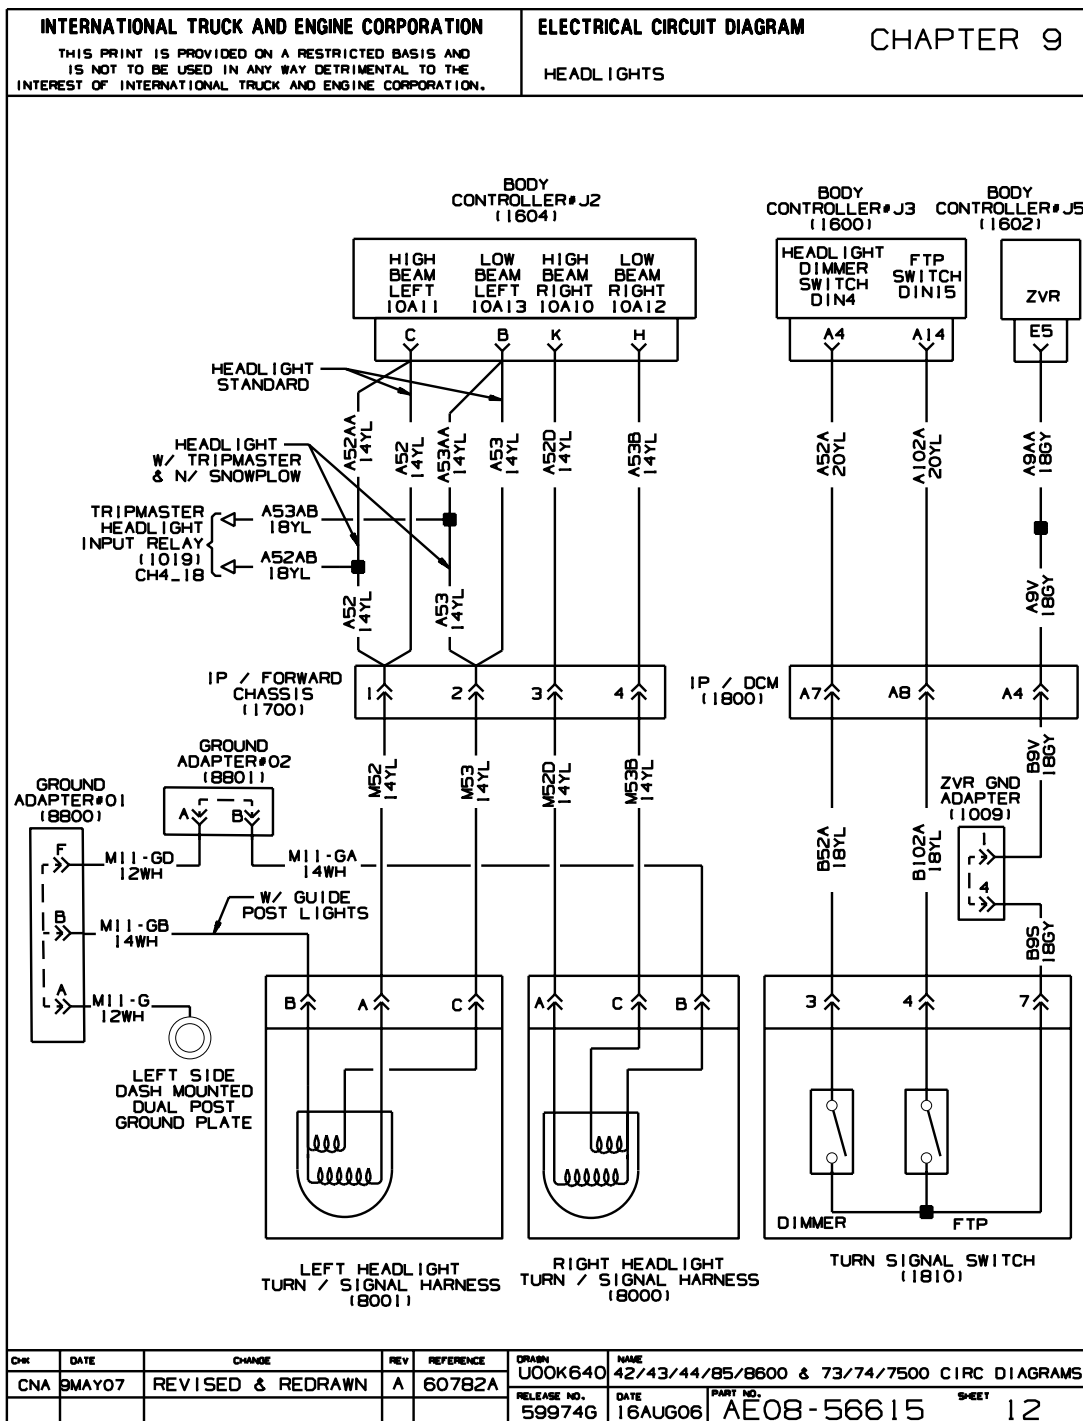 INTERNATIONAL TRUCK AND ENGINE CORPORATION
THIS PRINT IS PROVIDED ON A RESTRICTED BASIS AND
IS NOT TO BE USED IN ANY WAY DETRIMENTAL TO THE
INTEREST OF INTERNATIONAL TRUCK AND ENGINE CORPORATION.
ELECTRICAL CIRCUIT DIAGRAM
HEADLIGHTS
CHAPTER 9
BODY
CONTROLLER#J2
(1604)
BODY
CONTROLLER#J3
(1600)
BODY
CONTROLLER#J5
(1602)
HIGH
BEAM
LEFT
10A11
LOW
BEAM
LEFT
10A13
HIGH
BEAM
RIGHT
10A10
LOW
BEAM
RIGHT
10A12
HEADLIGHT
DIMMER
SWITCH
DIN4
FTP
SWITCH
DIN15
ZVR
C
B
K
H
A4
A14
E5
HEADLIGHT
STANDARD
HEADLIGHT
W/ TRIPMASTER
& N/ SNOWPLOW
A52AA
14YL
A52
14YL
A53AA
14YL
A53
14YL
A52D
14YL
A53B
14YL
A52A
20YL
A102A
20YL
A9AA
18GY
TRIPMASTER
HEADLIGHT
INPUT RELAY
(1019)
CH4_18
A53AB
18YL
A52AB
18YL
A52
14YL
A53
14YL
A9V
18GY
IP / FORWARD
CHASSIS
(1700)
1
2
3
4
IP / DCM
(1800)
A7
A8
A4
GROUND
ADAPTER#02
(8801)
A
B
GROUND
ADAPTER#01
(8800)
F
B
A
M52
14YL
M53
14YL
M52D
14YL
M53B
14YL
B9V
18GY
ZVR GND
ADAPTER
(1009)
1
4
M11-GD
12WH
M11-GA
14WH
B52A
18YL
B102A
18YL
W/ GUIDE
POST LIGHTS
M11-GB
14WH
B9S
18GY
M11-G
12WH
B
A
C
A
C
B
3
4
7
LEFT SIDE
DASH MOUNTED
DUAL POST
GROUND PLATE
DIMMER
FTP
LEFT HEADLIGHT
TURN / SIGNAL HARNESS
(8001)
RIGHT HEADLIGHT
TURN / SIGNAL HARNESS
(8000)
TURN SIGNAL SWITCH
(1810)
CHK DATE CHANGE REV REFERENCE
CNA 9MAY07 REVISED & REDRAWN A 60782A
DRAWN
U00K640
NAME
42/43/44/85/8600 & 73/74/7500 CIRC DIAGRAMS
RELEASE NO.
59974G
DATE
16AUG06
PART NO.
AE08-56615
SHEET
12